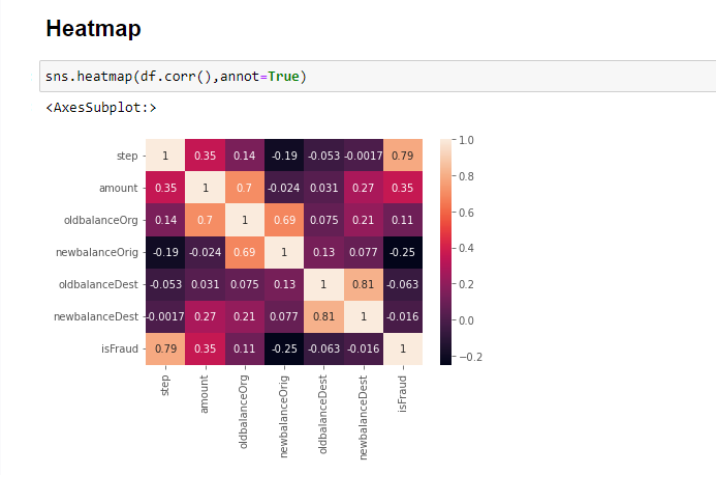 Heatmap
sns.heatmap(df.corr(),annot=True)
<AxesSubplot:>
step 1 0.35 0.14 -0.19 -0.053 -0.0017 0.79
amount 0.35 1 0.7 -0.024 0.031 0.27 0.35
oldbalanceOrg 0.14 0.7 1 0.69 0.075 0.21 0.11
newbalanceOrig -0.19 -0.024 0.69 1 0.13 0.077 -0.25
oldbalanceDest -0.053 0.031 0.075 0.13 1 0.81 -0.063
newbalanceDest -0.0017 0.27 0.21 0.077 0.81 1 -0.016
isFraud 0.79 0.35 0.11 -0.25 -0.063 -0.016 1
step amount oldbalanceOrg newbalanceOrig oldbalanceDest newbalanceDest isFraud
1.0
0.8
0.6
0.4
0.2
0.0
−0.2